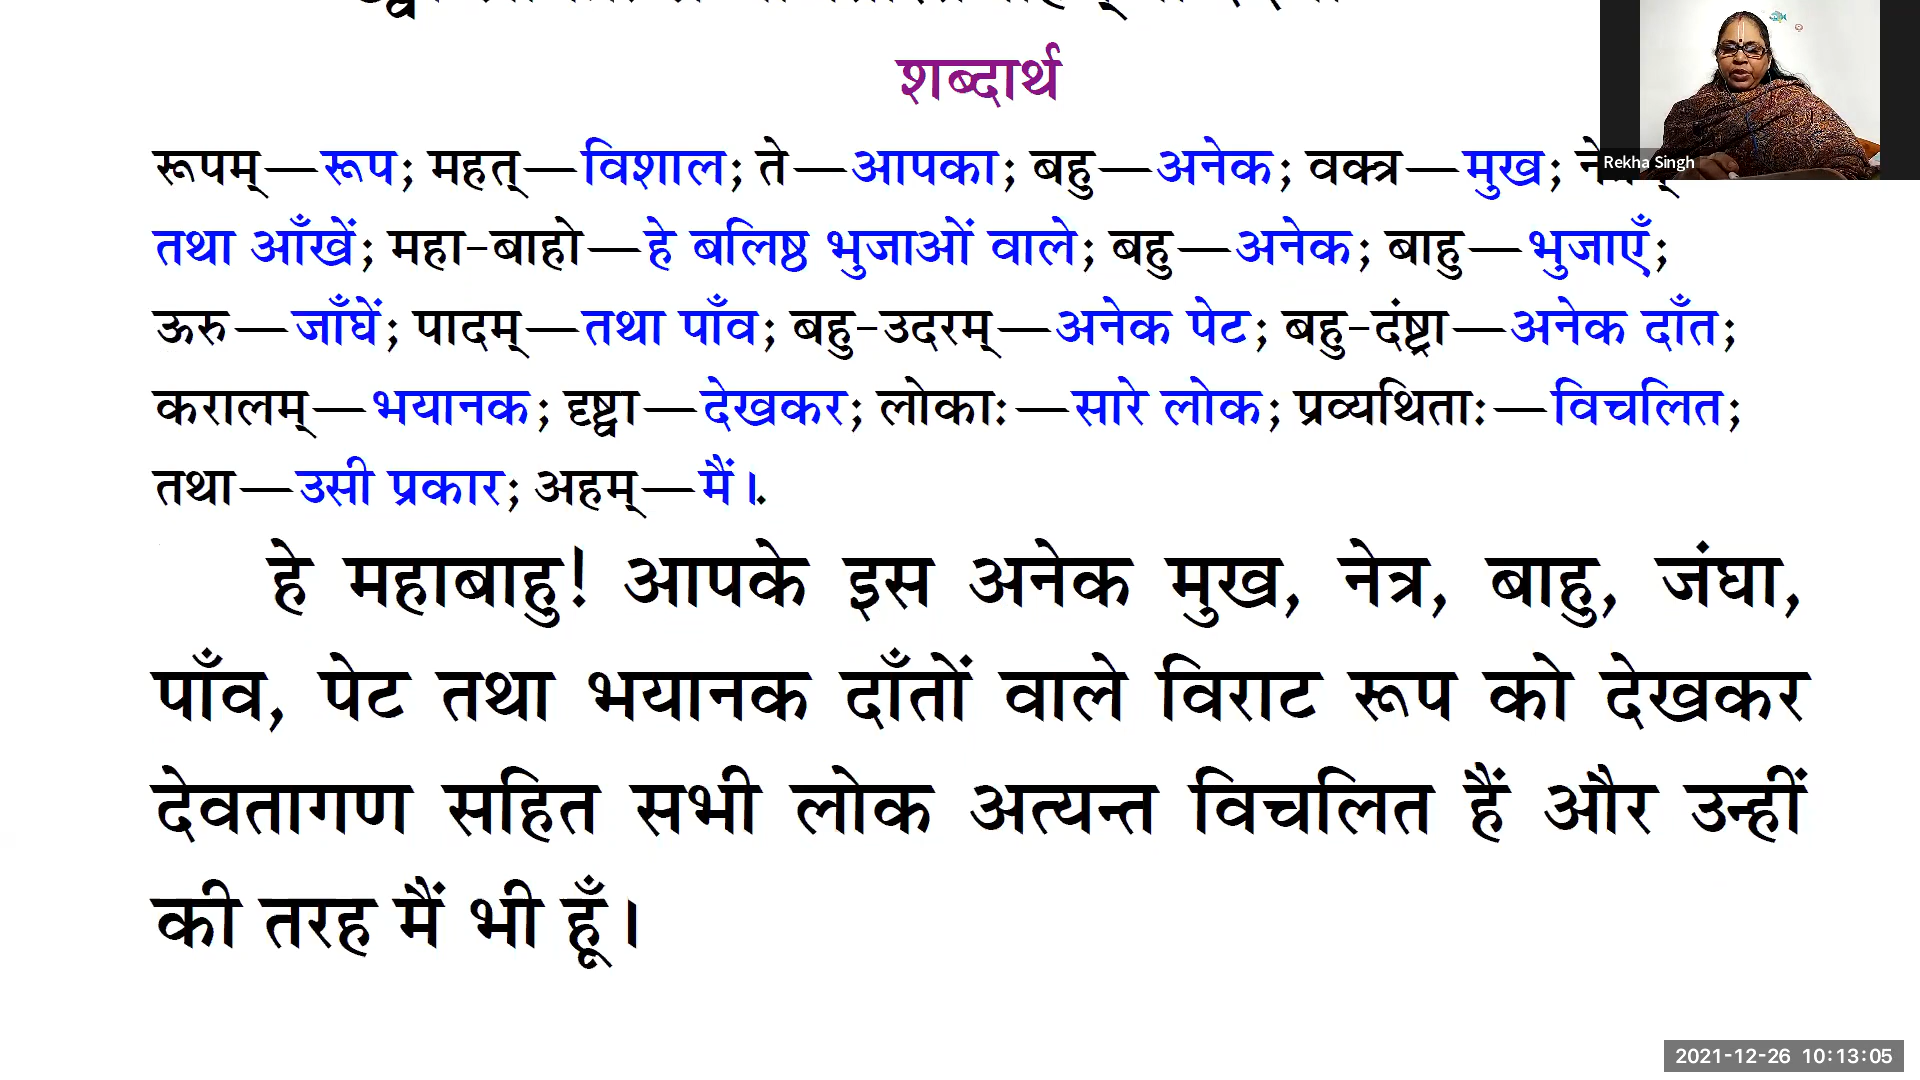 शब्दार्थ
रूपम्—रूप; महत्—विशाल; ते—आपका; बहु—अनेक; वक्त्र—मुख;
Rekha Singh
तथा आँखें; महा-बाहो—हे बलिष्ठ भुजाओं वाले; बहु—अनेक; बाहु—भुजाएँ;
ऊरु—जाँघें; पादम्—तथा पाँव; बहु-उदरम्—अनेक पेट; बहु-दंष्ट्रा—अनेक दाँत;
करालम्—भयानक; दृष्ट्वा—देखकर; लोकाः—सारे लोक; प्रव्यथिताः—विचलित;
तथा—उसी प्रकार; अहम्—मैं।.
हे महाबाहु! आपके इस अनेक मुख, नेत्र, बाहु, जंघा,
पाँव, पेट तथा भयानक दाँतों वाले विराट रूप को देखकर
देवतागण सहित सभी लोक अत्यन्त विचलित हैं और उन्हीं
की तरह मैं भी हूँ।
2021-12-26 10:13:05